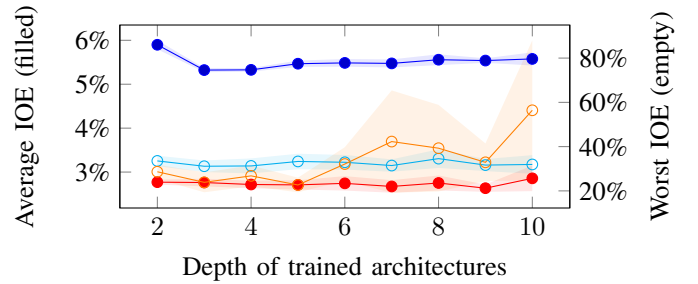 Average IOE (filled)
6%
5%
4%
3%
80%
60%
40%
20%
Worst IOE (empty)
2 4 6 8 10
Depth of trained architectures